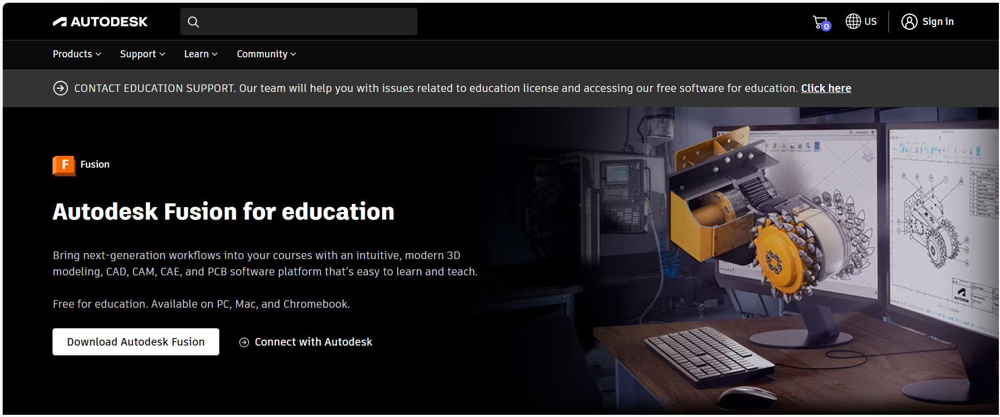 AUTODESK
0
US
Sign in
Products
Support
Learn
Community
CONTACT EDUCATION SUPPORT. Our team will help you with issues related to education license and accessing our free software for education. Click here
F
Fusion
Autodesk Fusion for education
Bring next-generation workflows into your courses with an intuitive, modern 3D
modeling, CAD, CAM, CAE, and PCB software platform that’s easy to learn and teach.
Free for education. Available on PC, Mac, and Chromebook.
Download Autodesk Fusion
Connect with Autodesk
AUTODESK